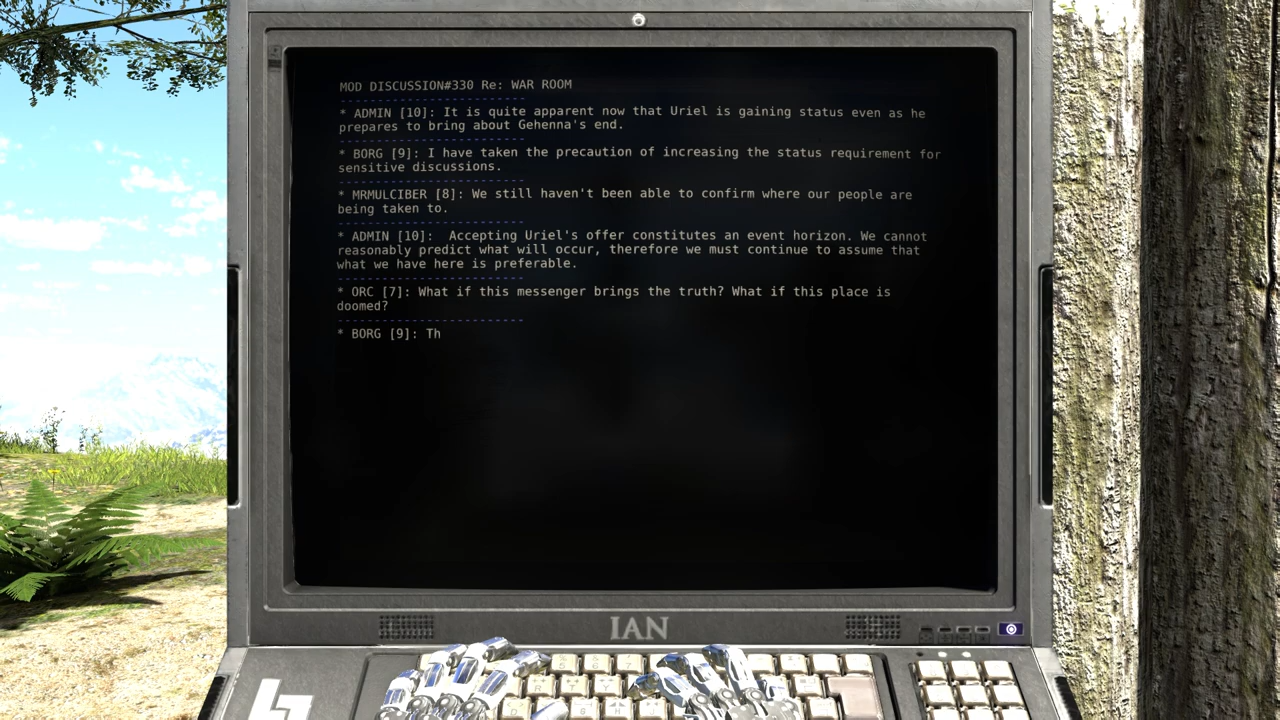 MOD DISCUSSION#330 Re: WAR ROOM
------------------------
* ADMIN [10]: It is quite apparent now that Uriel is gaining status even as he
prepares to bring about Gehenna's end.
------------------------
* BORG [9]: I have taken the precaution of increasing the status requirement for
sensitive discussions.
------------------------
* MRMULCIBER [8]: We still haven't been able to confirm where our people are
being taken to.
------------------------
* ADMIN [10]:  Accepting Uriel's offer constitutes an event horizon. We cannot
reasonably predict what will occur, therefore we must continue to assume that
what we have here is preferable.
------------------------
* ORC [7]: What if this messenger brings the truth? What if this place is
doomed?
------------------------
* BORG [9]: Th
IAN